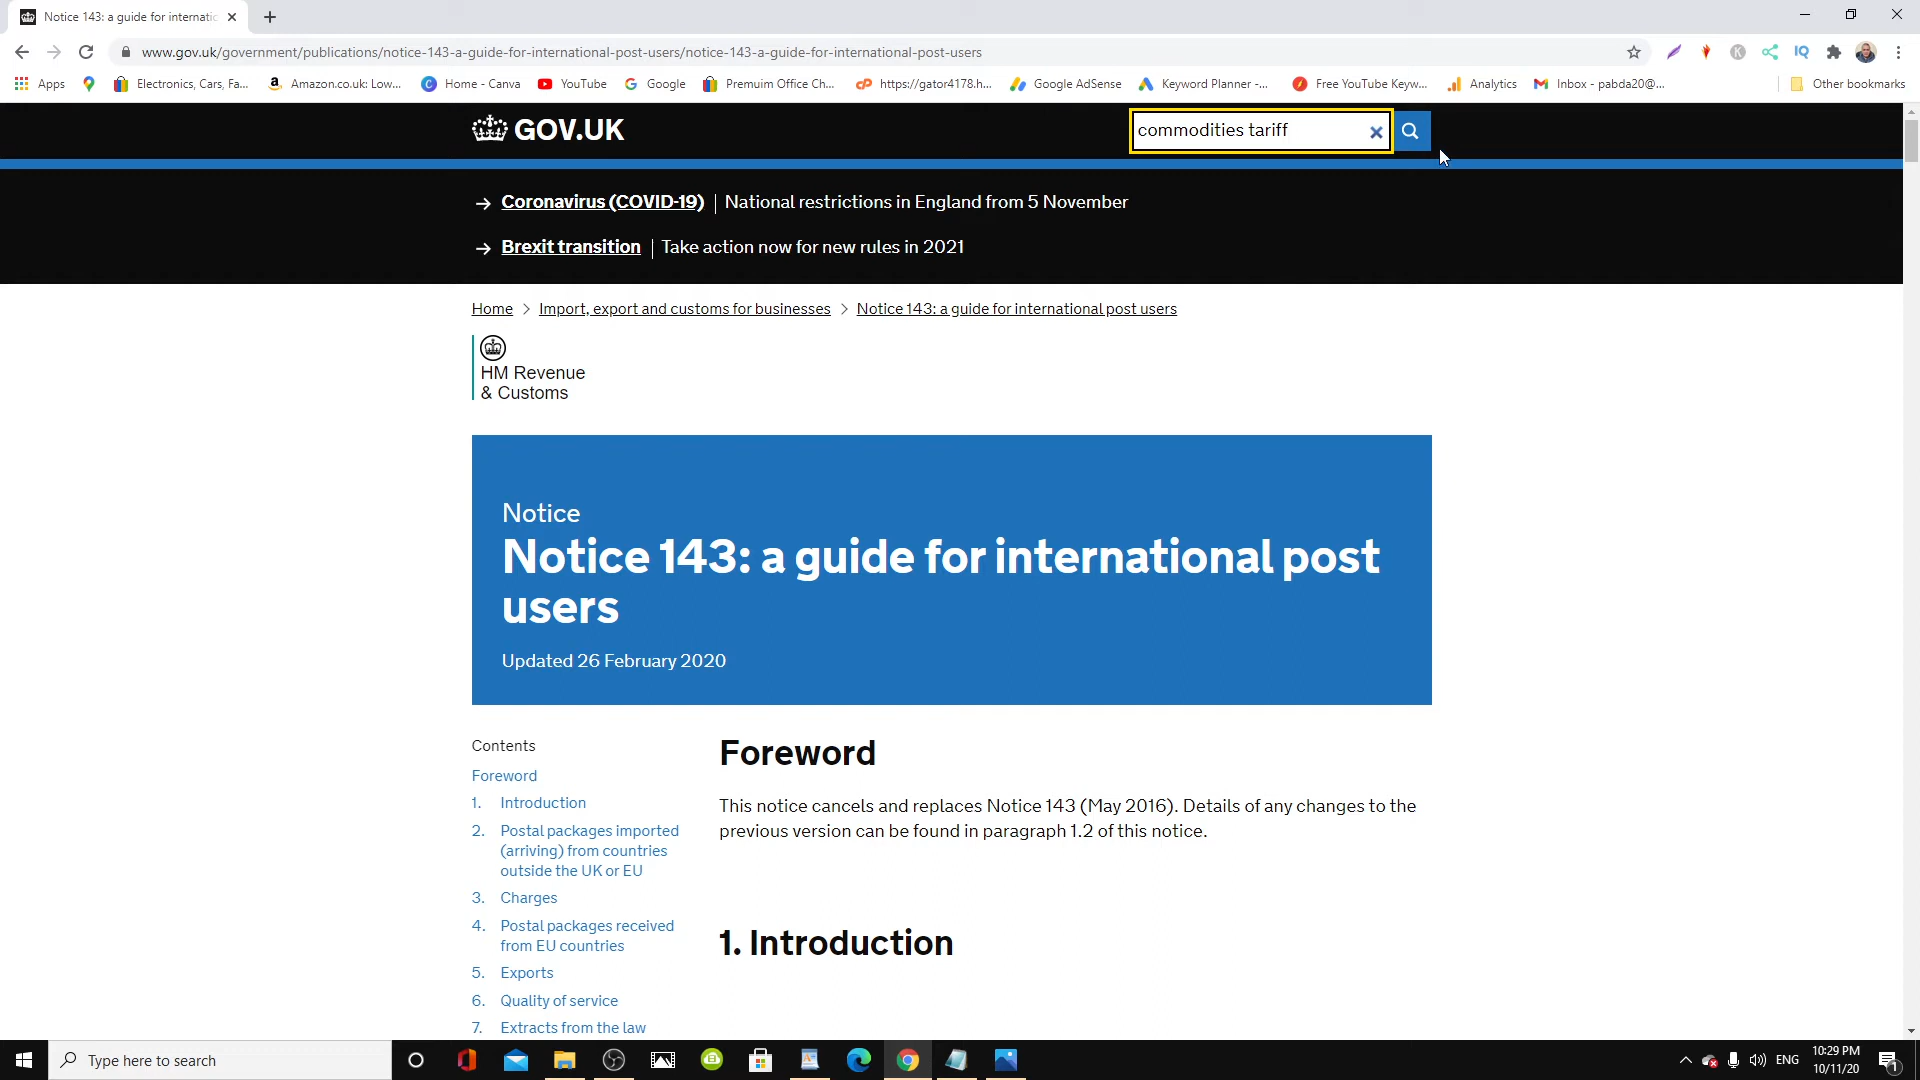 Notice 143: a guide for internatio
www.gov.uk/government/publications/notice-143-a-guide-for-international-post-users/notice-143-a-guide-for-international-post-users
Apps
Electronics, Cars, Fa...
Amazon.co.uk: Low...
Home - Canva
YouTube
Google
Premuim Office Ch...
https://gator4178.h...
Google AdSense
Keyword Planner -...
Free YouTube Keyw...
Analytics
Inbox - pabda20@...
Other bookmarks
GOV.UK
commodities tariff
→ Coronavirus (COVID-19) | National restrictions in England from 5 November
→ Brexit transition | Take action now for new rules in 2021
Home > Import, export and customs for businesses > Notice 143: a guide for international post users
HM Revenue
& Customs
Notice
Notice 143: a guide for international post
users
Updated 26 February 2020
Contents
Foreword
1. Introduction
2. Postal packages imported
(arriving) from countries
outside the UK or EU
3. Charges
4. Postal packages received
from EU countries
5. Exports
6. Quality of service
7. Extracts from the law
Foreword
This notice cancels and replaces Notice 143 (May 2016). Details of any changes to the
previous version can be found in paragraph 1.2 of this notice.
1. Introduction
Type here to search
ENG
10:29 PM
10/11/20
1